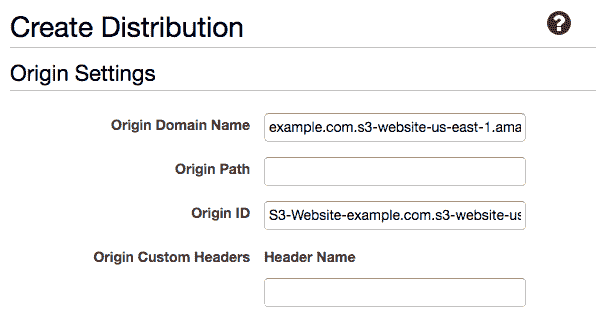 Create Distribution
?
Origin Settings
Origin Domain Name example.com.s3-website-us-east-1.ama
Origin Path
Origin ID S3-Website-example.com.s3-website-us
Origin Custom Headers Header Name